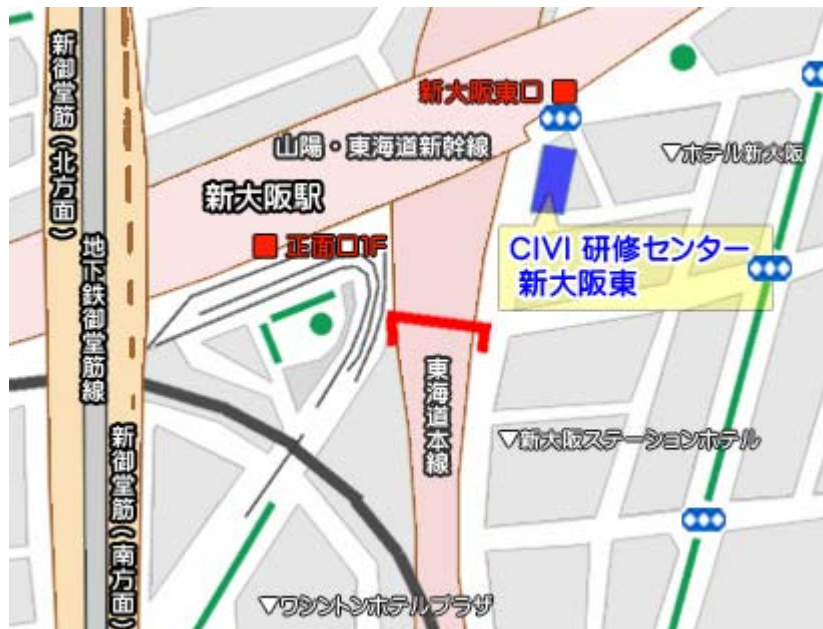 新御堂筋(北方面)
新大阪東口
山陽・東海道新幹線
▼ホテル新大阪
新大阪駅
正面口1F
地下鉄御堂筋線
CIVI 研修センター
新大阪東
東海道本線
▼新大阪ステーションホテル
新御堂筋(南方面)
▼ワシントンホテルプラザ